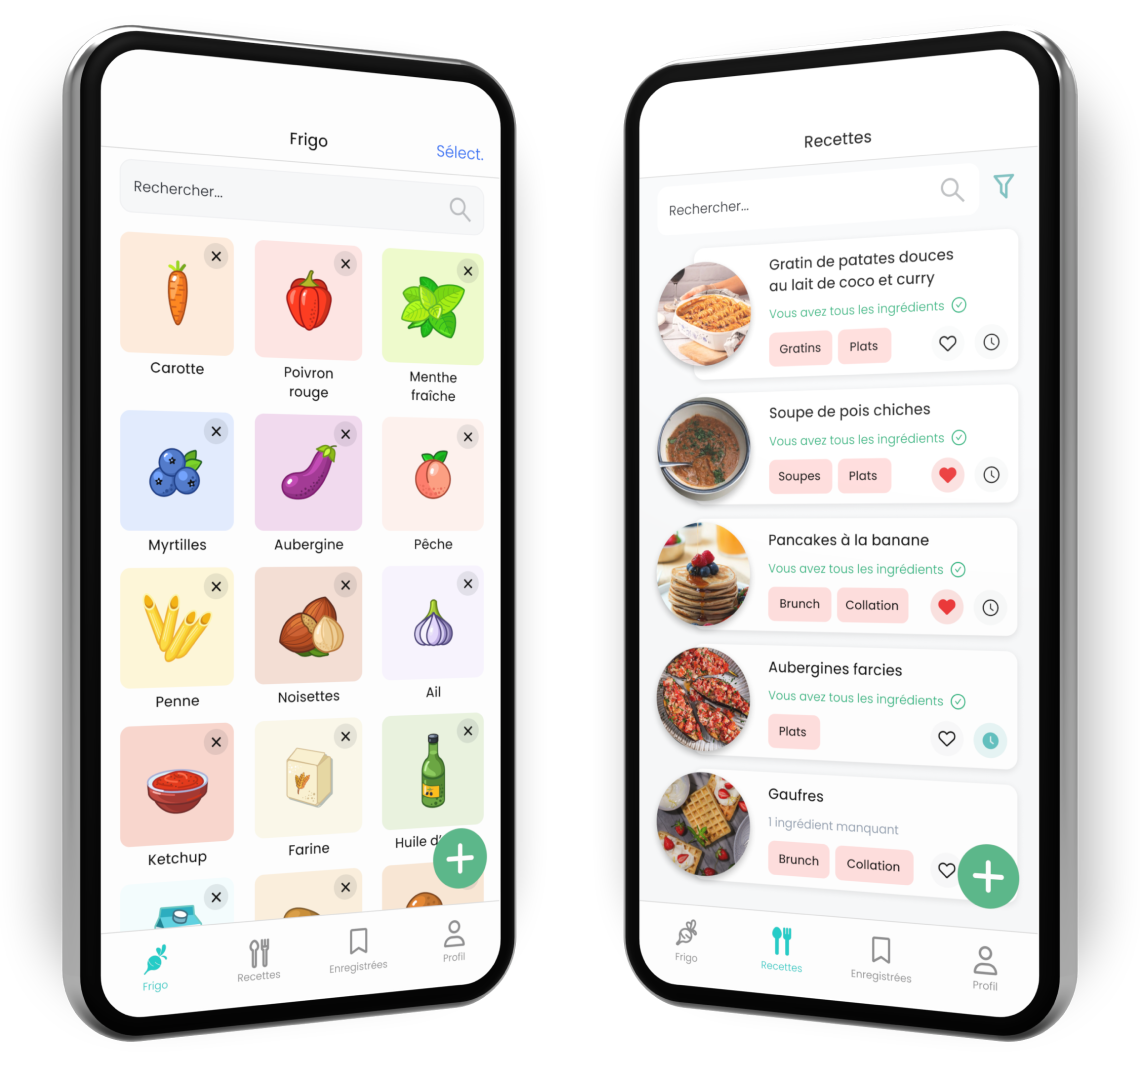 Frigo
Sélect.
Rechercher...
Carotte
Poivron
rouge
Menthe
fraîche
Myrtilles
Aubergine
Pêche
Penne
Noisettes
Ail
Ketchup
Farine
Huile d'
Frigo
Recettes
Enregistrées
Profil
Recettes
Rechercher...
Gratin de patates douces
au lait de coco et curry
Vous avez tous les ingrédients
Gratins
Plats
Soupe de pois chiches
Vous avez tous les ingrédients
Soupes
Plats
Pancakes à la banane
Vous avez tous les ingrédients
Brunch
Collation
Aubergines farcies
Vous avez tous les ingrédients
Plats
Gaufres
1 ingrédient manquant
Brunch
Collation
Frigo
Recettes
Enregistrées
Profil